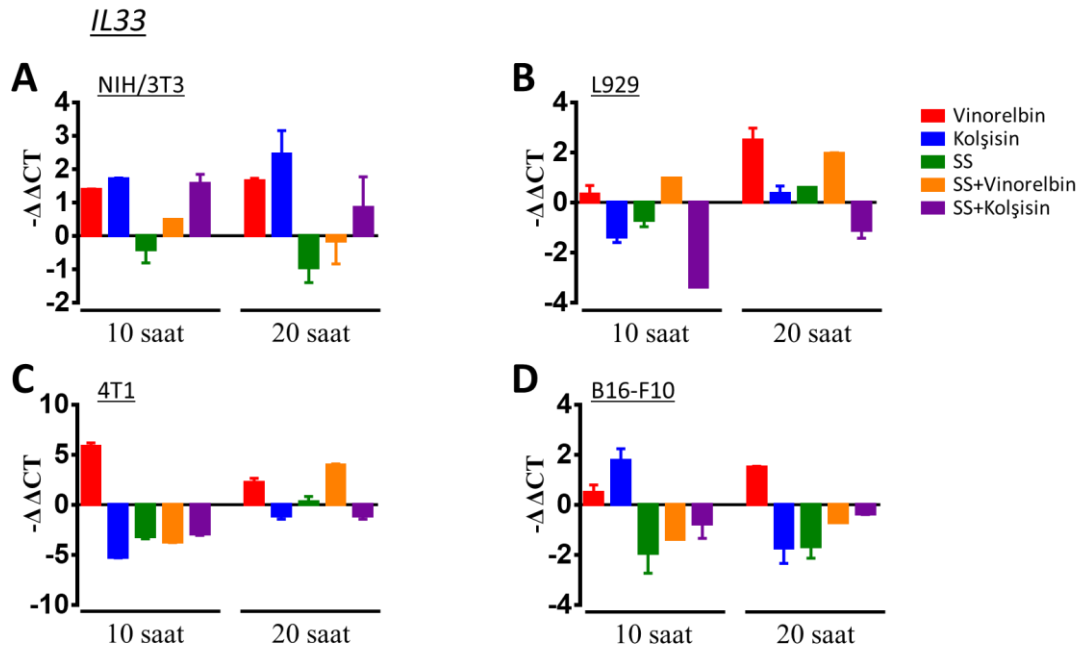 IL33
A
NIH/3T3
-ΔΔCT
4
3
2
1
0
-1
-2
10 saat
20 saat
B
L929
-ΔΔCT
4
2
0
-2
-4
10 saat
20 saat
Vinorelbin
Kolşisin
SS
SS+Vinorelbin
SS+Kolşisin
C
4T1
-ΔΔCT
10
5
0
-5
-10
10 saat
20 saat
D
B16-F10
-ΔΔCT
4
2
0
-2
-4
10 saat
20 saat